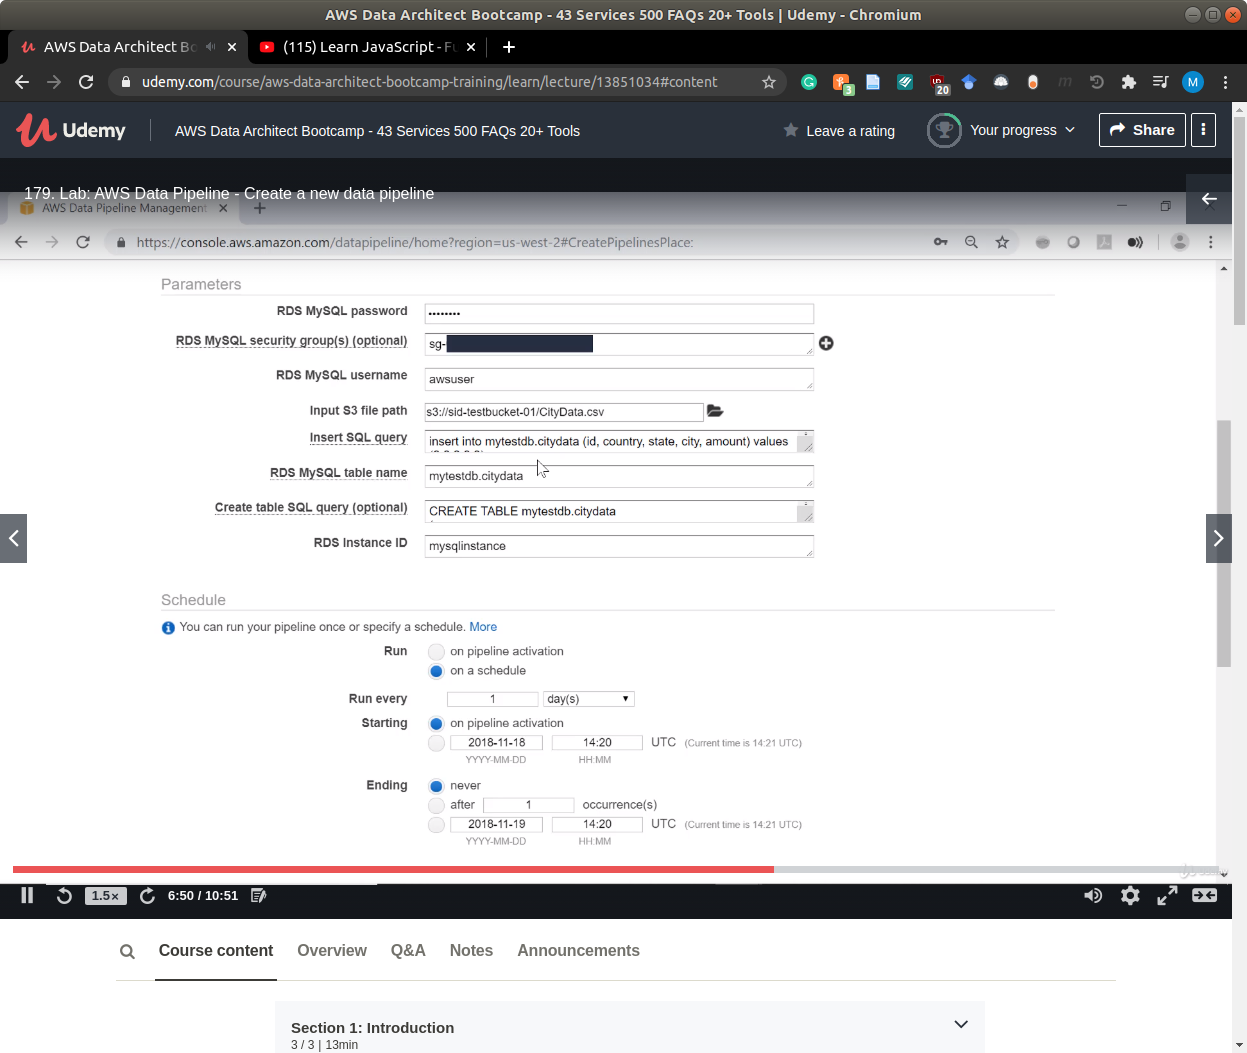 AWS Data Architect Bootcamp - 43 Services 500 FAQs 20+ Tools | Udemy - Chromium
AWS Data Architect Bo
(115) Learn JavaScript - Fu
udemy.com/course/aws-data-architect-bootcamp-training/learn/lecture/13851034#content
3
20
M
Udemy
AWS Data Architect Bootcamp - 43 Services 500 FAQs 20+ Tools
Leave a rating
Your progress
Share
179. Lab: AWS Data Pipeline - Create a new data pipeline
AWS Data Pipeline Management
https://console.aws.amazon.com/datapipeline/home?region=us-west-2#CreatePipelinesPlace:
Parameters
RDS MySQL password ••••••••
RDS MySQL security group(s) (optional) sg-
RDS MySQL username awsuser
Input S3 file path s3://sid-testbucket-01/CityData.csv
Insert SQL query insert into mytestdb.citydata (id, country, state, city, amount) values
RDS MySQL table name mytestdb.citydata
Create table SQL query (optional) CREATE TABLE mytestdb.citydata
RDS Instance ID mysqlinstance
Schedule
You can run your pipeline once or specify a schedule. More
Run on pipeline activation
on a schedule
Run every 1 day(s)
Starting on pipeline activation
2018-11-18 14:20 UTC (Current time is 14:21 UTC)
YYYY-MM-DD HH:MM
Ending never
after 1 occurrence(s)
2018-11-19 14:20 UTC (Current time is 14:21 UTC)
YYYY-MM-DD HH:MM
1.5×
6:50 / 10:51
Course content
Overview
Q&A
Notes
Announcements
Section 1: Introduction
3 / 3 | 13min